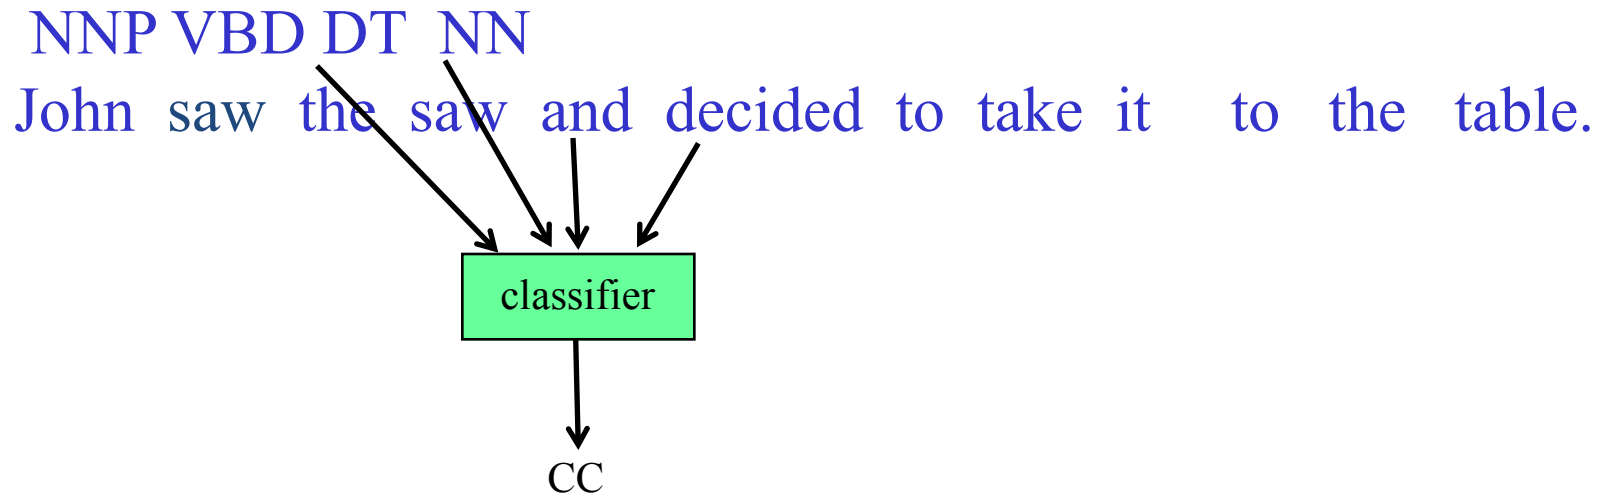 NNP VBD DT NN
John saw the saw and decided to take it to the table.
classifier
CC